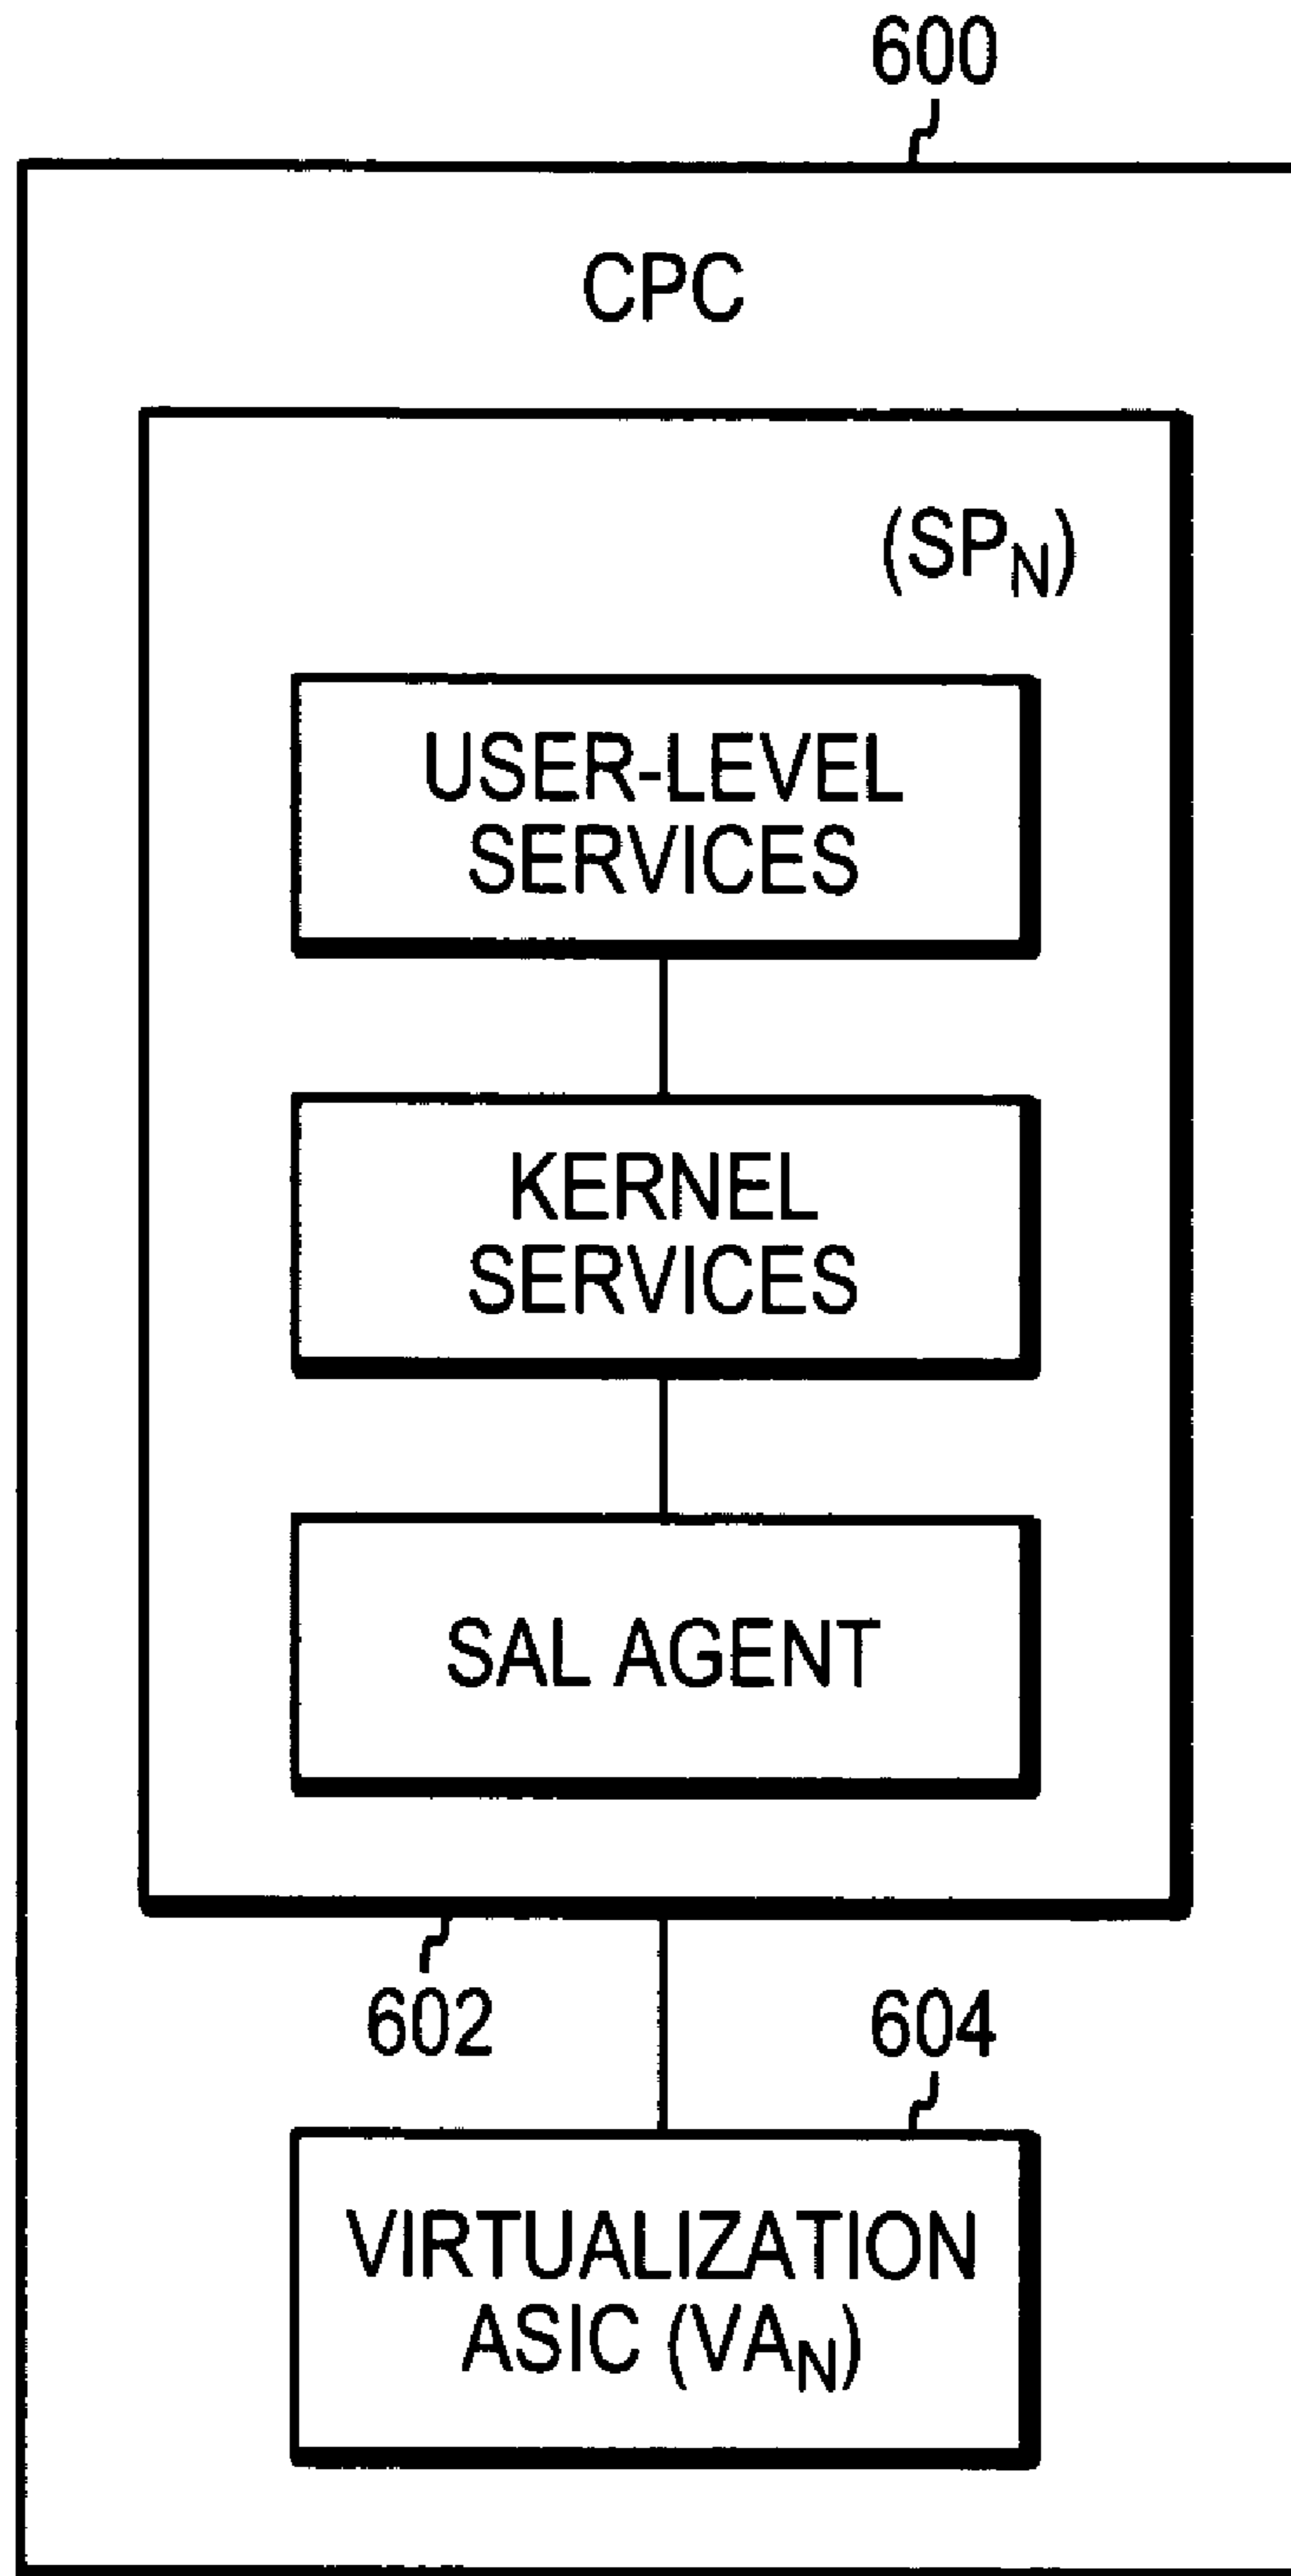 600
CPC
(SPN)
USER-LEVEL
SERVICES
KERNEL
SERVICES
SAL AGENT
602
604
VIRTUALIZATION
ASIC (VAN)